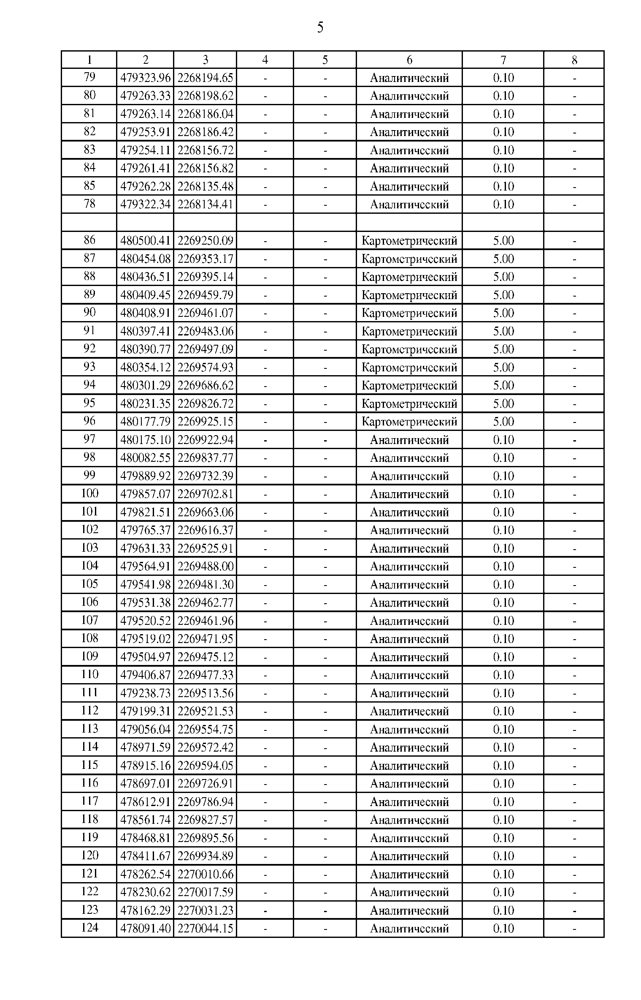 5
1 2 3 4 5 6 7 8
79 479323.96 2268194.65 - - Аналитический 0.10 -
80 479263.33 2268198.62 - - Аналитический 0.10 -
81 479263.14 2268186.04 - - Аналитический 0.10 -
82 479253.91 2268186.42 - - Аналитический 0.10 -
83 479254.11 2268156.72 - - Аналитический 0.10 -
84 479261.41 2268156.82 - - Аналитический 0.10 -
85 479262.28 2268135.48 - - Аналитический 0.10 -
78 479322.34 2268134.41 - - Аналитический 0.10 -
86 480500.41 2269250.09 - - Картометрический 5.00 -
87 480454.08 2269353.17 - - Картометрический 5.00 -
88 480436.51 2269395.14 - - Картометрический 5.00 -
89 480409.45 2269459.79 - - Картометрический 5.00 -
90 480408.91 2269461.07 - - Картометрический 5.00 -
91 480397.41 2269483.06 - - Картометрический 5.00 -
92 480390.77 2269497.09 - - Картометрический 5.00 -
93 480354.12 2269574.93 - - Картометрический 5.00 -
94 480301.29 2269686.62 - - Картометрический 5.00 -
95 480231.35 2269826.72 - - Картометрический 5.00 -
96 480177.79 2269925.15 - - Картометрический 5.00 -
97 480175.10 2269922.94 - - Аналитический 0.10 -
98 480082.55 2269837.77 - - Аналитический 0.10 -
99 479889.92 2269732.39 - - Аналитический 0.10 -
100 479857.07 2269702.81 - - Аналитический 0.10 -
101 479821.51 2269663.06 - - Аналитический 0.10 -
102 479765.37 2269616.37 - - Аналитический 0.10 -
103 479631.33 2269525.91 - - Аналитический 0.10 -
104 479564.91 2269488.00 - - Аналитический 0.10 -
105 479541.98 2269481.30 - - Аналитический 0.10 -
106 479531.38 2269462.77 - - Аналитический 0.10 -
107 479520.52 2269461.96 - - Аналитический 0.10 -
108 479519.02 2269471.95 - - Аналитический 0.10 -
109 479504.97 2269475.12 - - Аналитический 0.10 -
110 479406.87 2269477.33 - - Аналитический 0.10 -
111 479238.73 2269513.56 - - Аналитический 0.10 -
112 479199.31 2269521.53 - - Аналитический 0.10 -
113 479056.04 2269554.75 - - Аналитический 0.10 -
114 478971.59 2269572.42 - - Аналитический 0.10 -
115 478915.16 2269594.05 - - Аналитический 0.10 -
116 478697.01 2269726.91 - - Аналитический 0.10 -
117 478612.91 2269786.94 - - Аналитический 0.10 -
118 478561.74 2269827.57 - - Аналитический 0.10 -
119 478468.81 2269895.56 - - Аналитический 0.10 -
120 478411.67 2269934.89 - - Аналитический 0.10 -
121 478262.54 2270010.66 - - Аналитический 0.10 -
122 478230.62 2270017.59 - - Аналитический 0.10 -
123 478162.29 2270031.23 - - Аналитический 0.10 -
124 478091.40 2270044.15 - - Аналитический 0.10 -